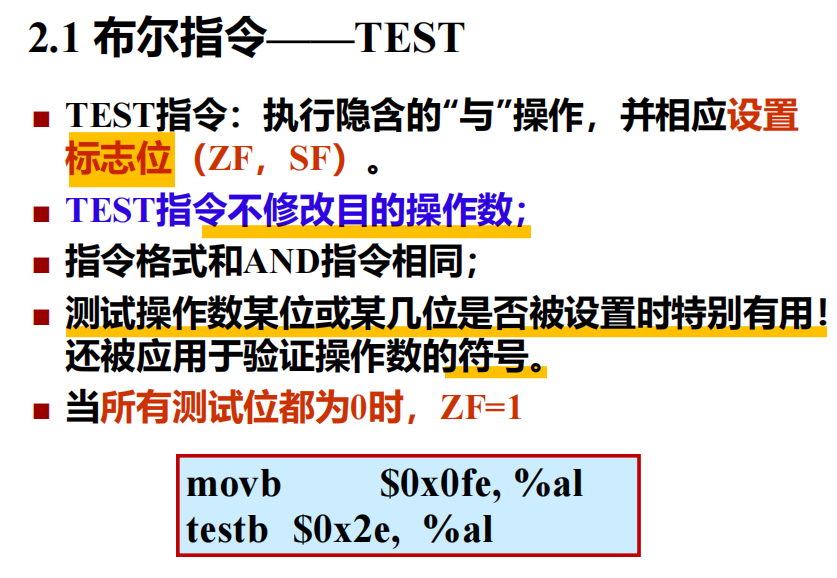 2.1 布尔指令——TEST
TEST指令：执行隐含的“与”操作，并相应设置
标志位（ZF，SF）。
TEST指令不修改目的操作数；
指令格式和AND指令相同；
测试操作数某位或某几位是否被设置时特别有用！
还被应用于验证操作数的符号。
当所有测试位都为0时，ZF=1
movb $0x0fe, %al
testb $0x2e, %al